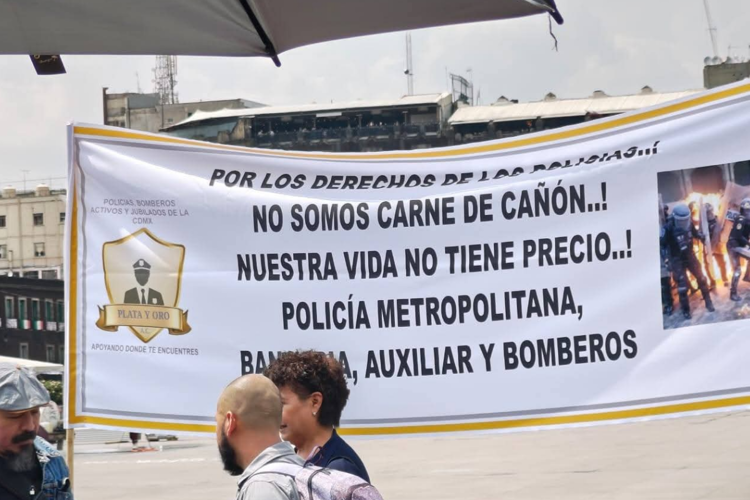 POR LOS DERECHOS DE LOS POLICIAS..¡
NO SOMOS CARNE DE CAÑÓN..!
NUESTRA VIDA NO TIENE PRECIO..!
POLICÍA METROPOLITANA,
AUXILIAR Y BOMBEROS
POLICIAS, BOMBEROS
ACTIVOS Y JUBILADOS DE LA
CDMX
PLATA Y ORO
A.C.
APOYANDO DONDE TE ENCUENTRES